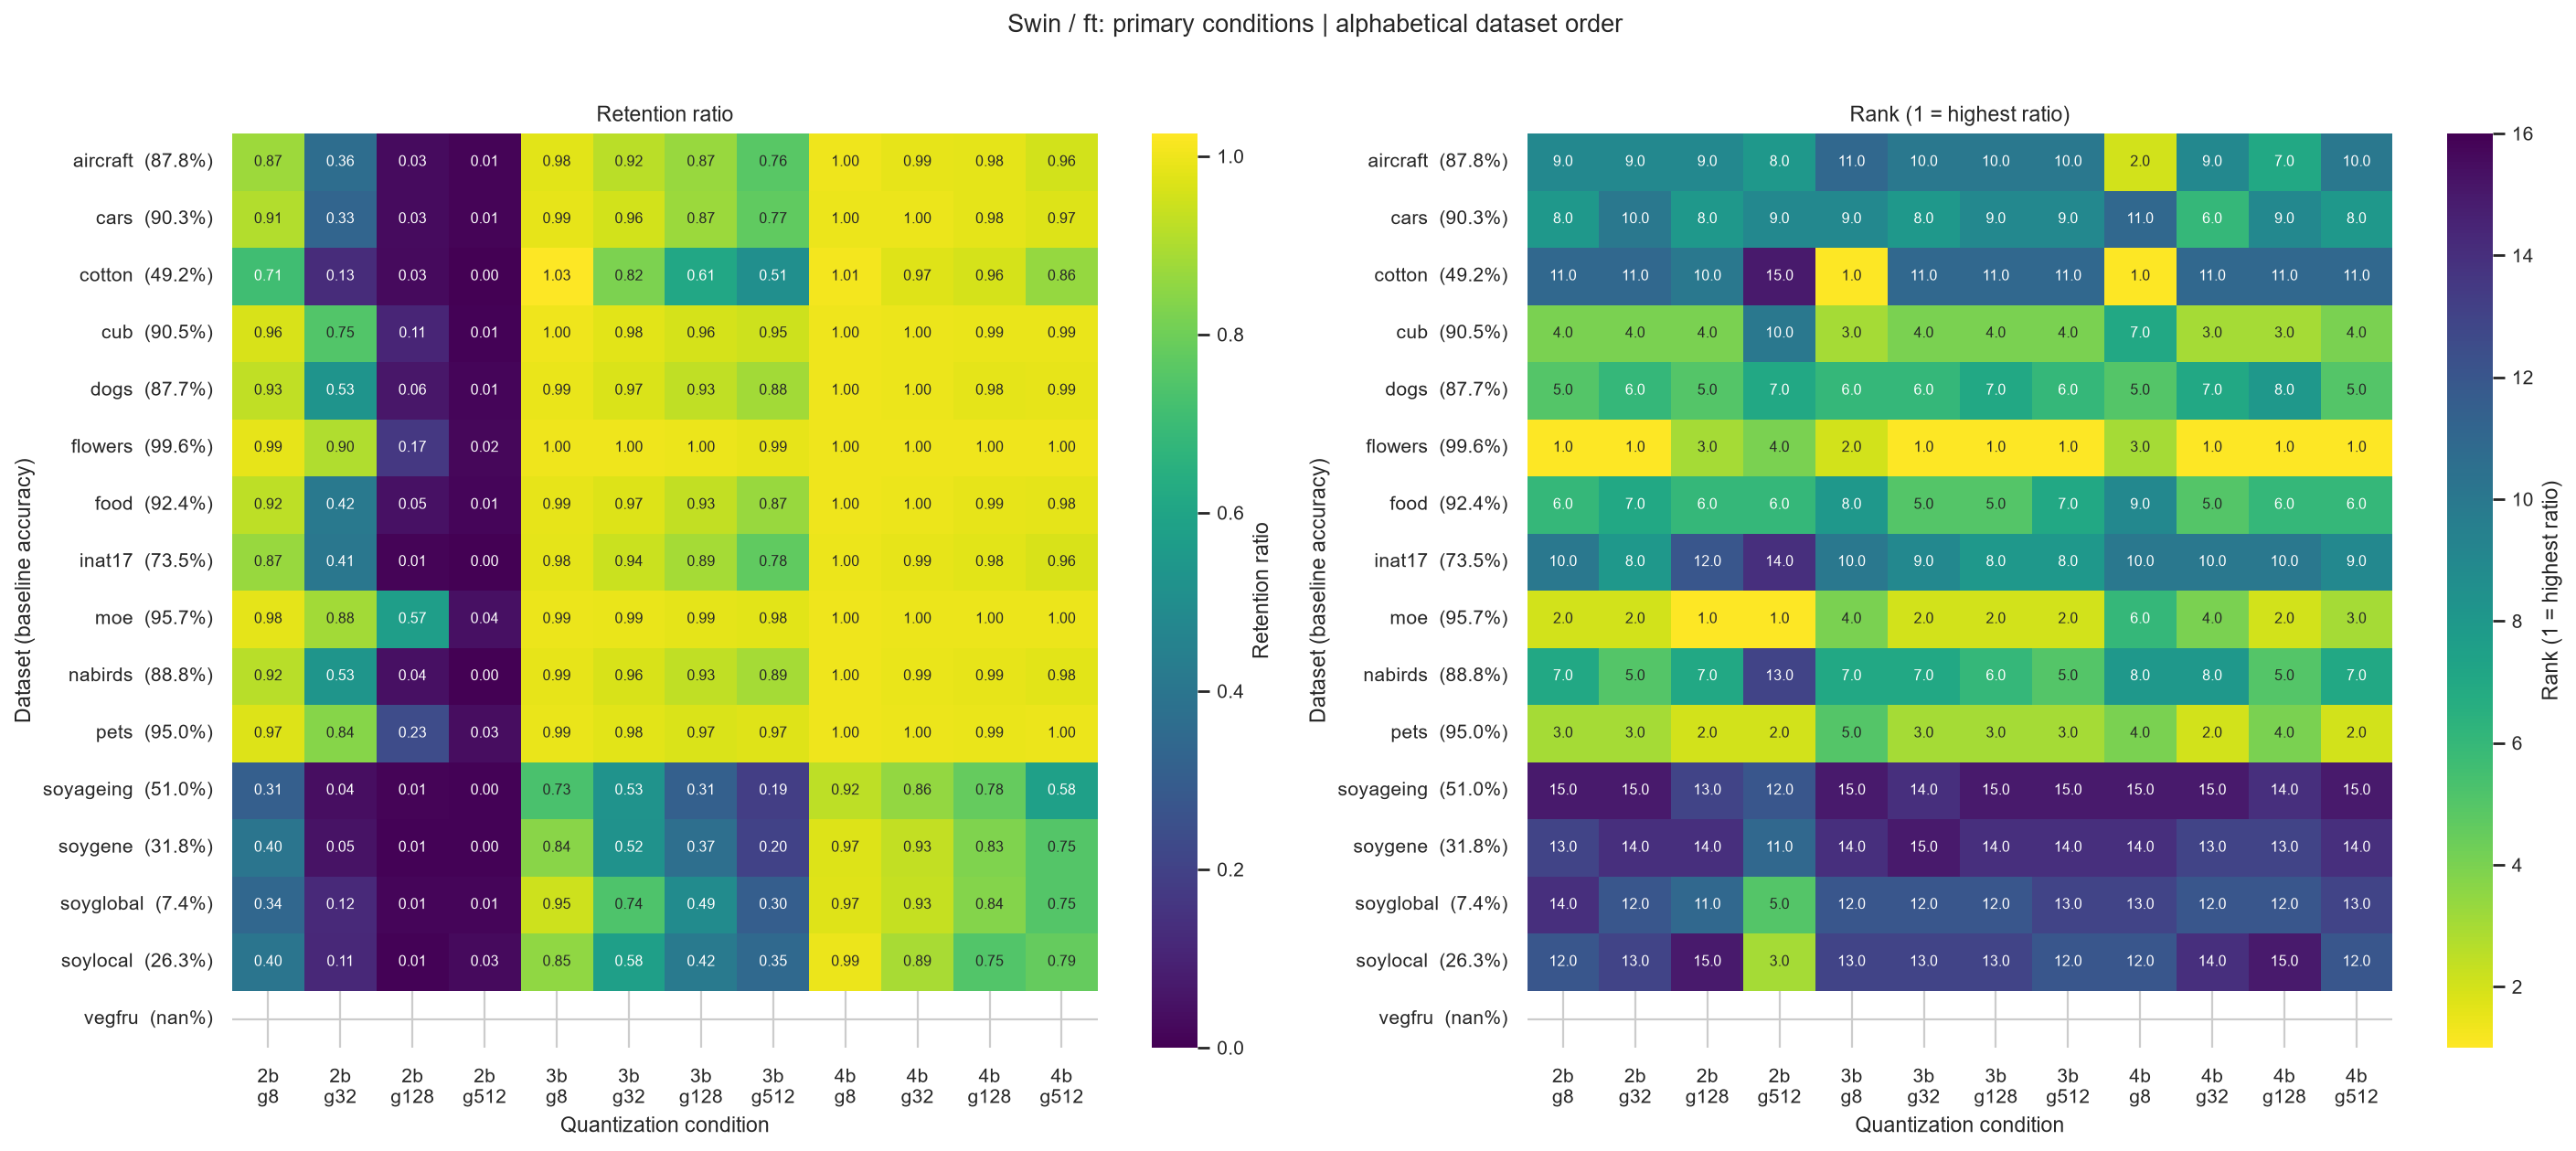 Swin / ft: primary conditions | alphabetical dataset order
Retention ratio
aircraft (87.8%) 0.87 0.36 0.03 0.01 0.98 0.92 0.87 0.76 1.00 0.99 0.98 0.96
cars (90.3%) 0.91 0.33 0.03 0.01 0.99 0.96 0.87 0.77 1.00 1.00 0.98 0.97
cotton (49.2%) 0.71 0.13 0.03 0.00 1.03 0.82 0.61 0.51 1.01 0.97 0.96 0.86
cub (90.5%) 0.96 0.75 0.11 0.01 1.00 0.98 0.96 0.95 1.00 1.00 0.99 0.99
dogs (87.7%) 0.93 0.53 0.06 0.01 0.99 0.97 0.93 0.88 1.00 1.00 0.98 0.99
flowers (99.6%) 0.99 0.90 0.17 0.02 1.00 1.00 1.00 0.99 1.00 1.00 1.00 1.00
food (92.4%) 0.92 0.42 0.05 0.01 0.99 0.97 0.93 0.87 1.00 1.00 0.99 0.98
inat17 (73.5%) 0.87 0.41 0.01 0.00 0.98 0.94 0.89 0.78 1.00 0.99 0.98 0.96
moe (95.7%) 0.98 0.88 0.57 0.04 0.99 0.99 0.99 0.98 1.00 1.00 1.00 1.00
nabirds (88.8%) 0.92 0.53 0.04 0.00 0.99 0.96 0.93 0.89 1.00 0.99 0.99 0.98
pets (95.0%) 0.97 0.84 0.23 0.03 0.99 0.98 0.97 0.97 1.00 1.00 0.99 1.00
soyageing (51.0%) 0.31 0.04 0.01 0.00 0.73 0.53 0.31 0.19 0.92 0.86 0.78 0.58
soygene (31.8%) 0.40 0.05 0.01 0.00 0.84 0.52 0.37 0.20 0.97 0.93 0.83 0.75
soyglobal (7.4%) 0.34 0.12 0.01 0.01 0.95 0.74 0.49 0.30 0.97 0.93 0.84 0.75
soylocal (26.3%) 0.40 0.11 0.01 0.03 0.85 0.58 0.42 0.35 0.99 0.89 0.75 0.79
vegfru (nan%)
2b 2b 2b 2b 3b 3b 3b 3b 4b 4b 4b 4b
g8 g32 g128 g512 g8 g32 g128 g512 g8 g32 g128 g512
Quantization condition
Dataset (baseline accuracy)
1.0
0.8
0.6
0.4
0.2
0.0
Retention ratio
Rank (1 = highest ratio)
aircraft (87.8%) 9.0 9.0 9.0 8.0 11.0 10.0 10.0 10.0 2.0 9.0 7.0 10.0
cars (90.3%) 8.0 10.0 8.0 9.0 9.0 8.0 9.0 9.0 11.0 6.0 9.0 8.0
cotton (49.2%) 11.0 11.0 10.0 15.0 1.0 11.0 11.0 11.0 1.0 11.0 11.0 11.0
cub (90.5%) 4.0 4.0 4.0 10.0 3.0 4.0 4.0 4.0 7.0 3.0 3.0 4.0
dogs (87.7%) 5.0 6.0 5.0 7.0 6.0 6.0 7.0 6.0 5.0 7.0 8.0 5.0
flowers (99.6%) 1.0 1.0 3.0 4.0 2.0 1.0 1.0 1.0 3.0 1.0 1.0 1.0
food (92.4%) 6.0 7.0 6.0 6.0 8.0 5.0 5.0 7.0 9.0 5.0 6.0 6.0
inat17 (73.5%) 10.0 8.0 12.0 14.0 10.0 9.0 8.0 8.0 10.0 10.0 10.0 9.0
moe (95.7%) 2.0 2.0 1.0 1.0 4.0 2.0 2.0 2.0 6.0 4.0 2.0 3.0
nabirds (88.8%) 7.0 5.0 7.0 13.0 7.0 7.0 6.0 5.0 8.0 8.0 5.0 7.0
pets (95.0%) 3.0 3.0 2.0 2.0 5.0 3.0 3.0 3.0 4.0 2.0 4.0 2.0
soyageing (51.0%) 15.0 15.0 13.0 12.0 15.0 14.0 15.0 15.0 15.0 15.0 14.0 15.0
soygene (31.8%) 13.0 14.0 14.0 11.0 14.0 15.0 14.0 14.0 14.0 13.0 13.0 14.0
soyglobal (7.4%) 14.0 12.0 11.0 5.0 12.0 12.0 12.0 13.0 13.0 12.0 12.0 13.0
soylocal (26.3%) 12.0 13.0 15.0 3.0 13.0 13.0 13.0 12.0 12.0 14.0 15.0 12.0
vegfru (nan%)
2b 2b 2b 2b 3b 3b 3b 3b 4b 4b 4b 4b
g8 g32 g128 g512 g8 g32 g128 g512 g8 g32 g128 g512
Quantization condition
Dataset (baseline accuracy)
16
14
12
10
8
6
4
2
Rank (1 = highest ratio)